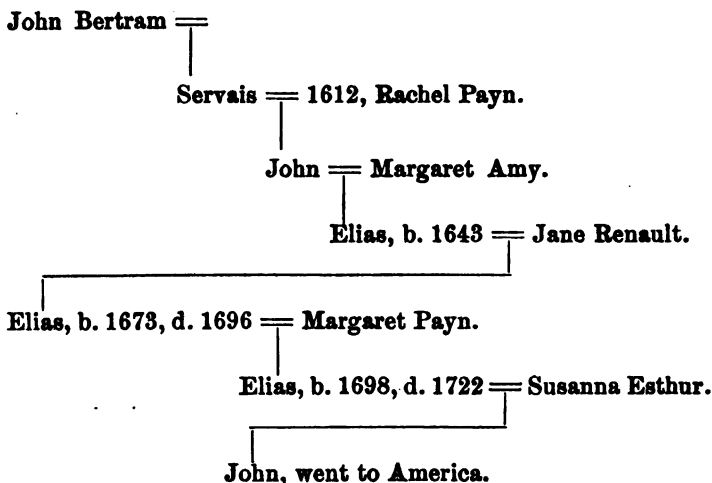 John Bertram =
Servais = 1612, Rachel Payn.
John = Margaret Amy.
Elias, b. 1643 = Jane Renault.
Elias, b. 1673, d. 1696 = Margaret Payn.
Elias, b. 1698, d. 1722 = Susanna Esthur.
John, went to America.